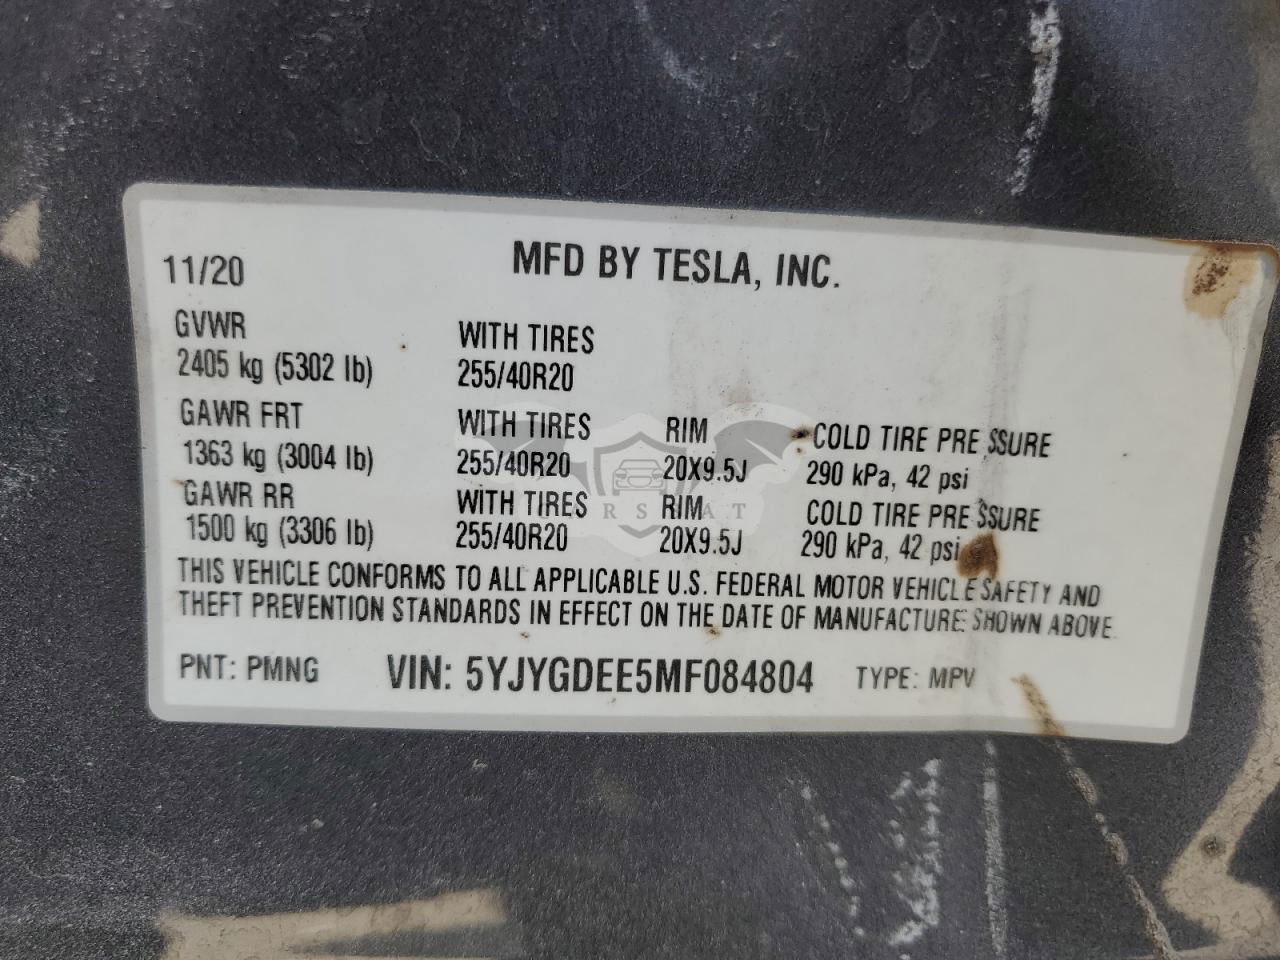 11/20 MFD BY TESLA, INC.
GVWR WITH TIRES
2405 kg (5302 lb) 255/40R20
GAWR FRT WITH TIRES RIM COLD TIRE PRESSURE
1363 kg (3004 lb) 255/40R20 20X9.5J 290 kPa, 42 psi
GAWR RR WITH TIRES RIM COLD TIRE PRESSURE
1500 kg (3306 lb) 255/40R20 20X9.5J 290 kPa, 42 psi
THIS VEHICLE CONFORMS TO ALL APPLICABLE U.S. FEDERAL MOTOR VEHICLE SAFETY AND
THEFT PREVENTION STANDARDS IN EFFECT ON THE DATE OF MANUFACTURE SHOWN ABOVE.
PNT: PMNG VIN: 5YJYGDEE5MF084804 TYPE: MPV